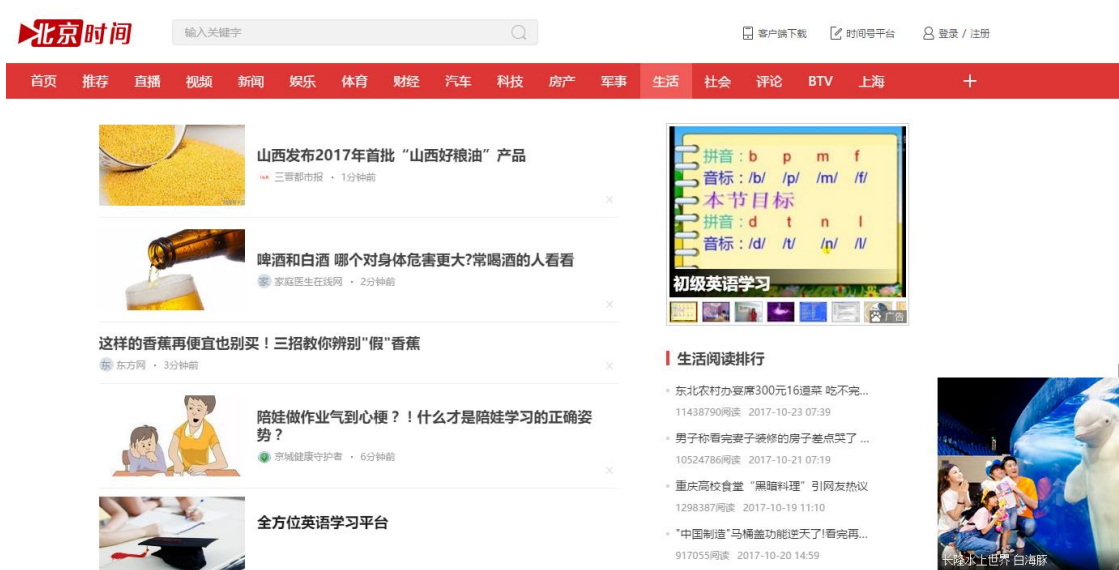 北京时间
输入关键字
客户端下载
时间号平台
登录 / 注册
首页 推荐 直播 视频 新闻 娱乐 体育 财经 汽车 科技 房产 军事 生活 社会 评论 BTV 上海 +
山西发布2017年首批“山西好粮油”产品
三晋都市报 · 1分钟前
啤酒和白酒 哪个对身体危害更大?常喝酒的人看看
家 家庭医生在线网 · 2分钟前
这样的香蕉再便宜也别买！三招教你辨别"假"香蕉
东 东方网 · 3分钟前
陪娃做作业气到心梗？！什么才是陪娃学习的正确姿
势？
京城健康守护者 · 6分钟前
全方位英语学习平台
拼音：b p m f
音标：/b/ /p/ /m/ /f/
本节目标
拼音：d t n l
音标：/d/ /t/ /n/ /l/
初级英语学习
广告
生活阅读排行
东北农村办宴席300元16道菜 吃不完...
11438790阅读 2017-10-23 07:39
男子称看完妻子装修的房子差点哭了 ...
10524786阅读 2017-10-21 07:19
重庆高校食堂“黑暗料理”引网友热议
1298387阅读 2017-10-19 11:10
"中国制造"马桶盖功能逆天了!看完再...
917055阅读 2017-10-20 14:59
长隆水上世界 白海豚